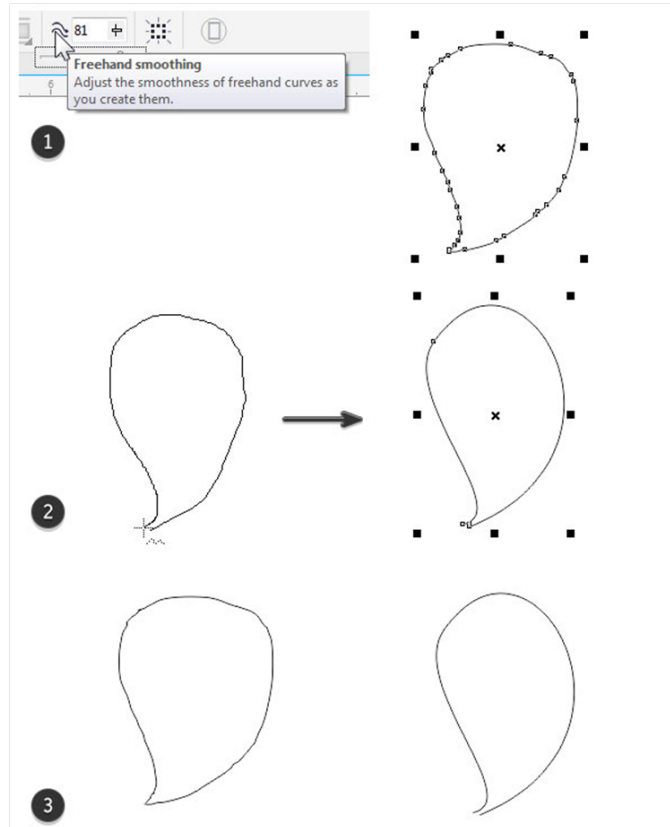 81
Freehand smoothing
Adjust the smoothness of freehand curves as
you create them.
6
1
2
3